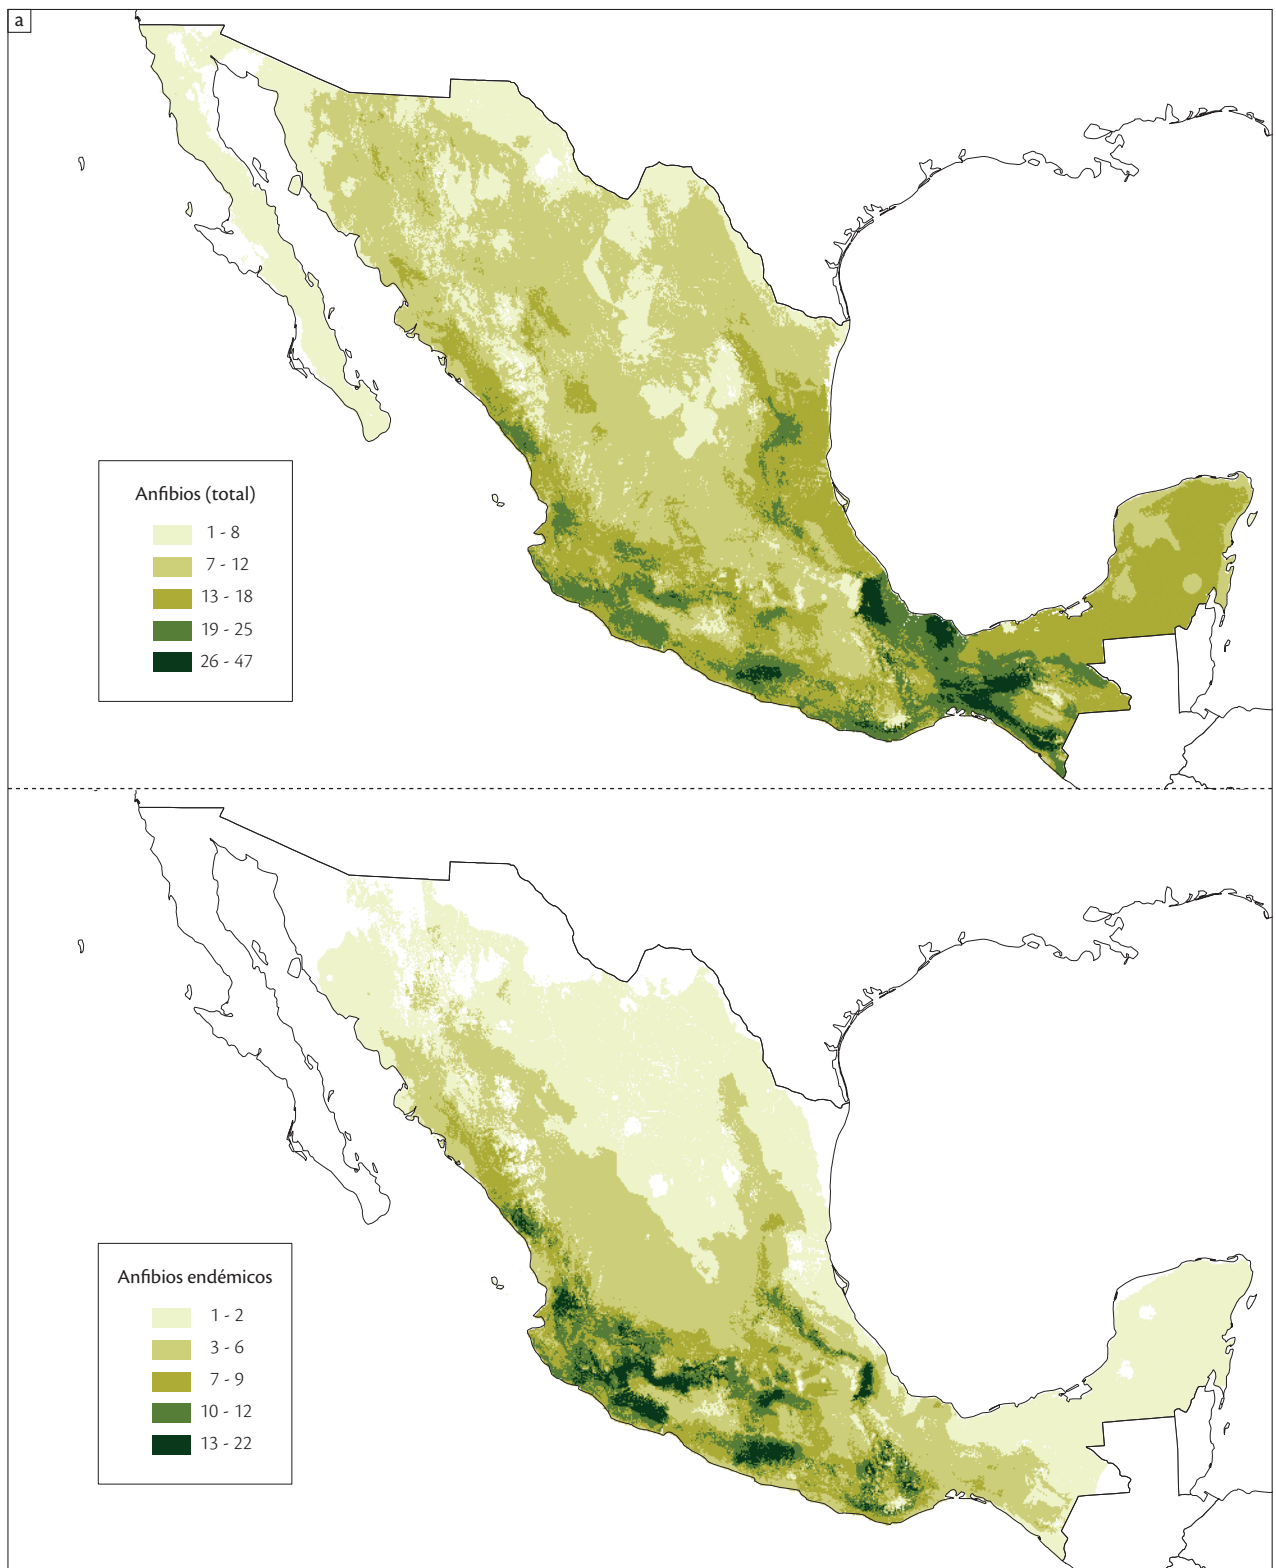 a
Anfibios (total)
1 - 8
7 - 12
13 - 18
19 - 25
26 - 47
Anfibios endémicos
1 - 2
3 - 6
7 - 9
10 - 12
13 - 22